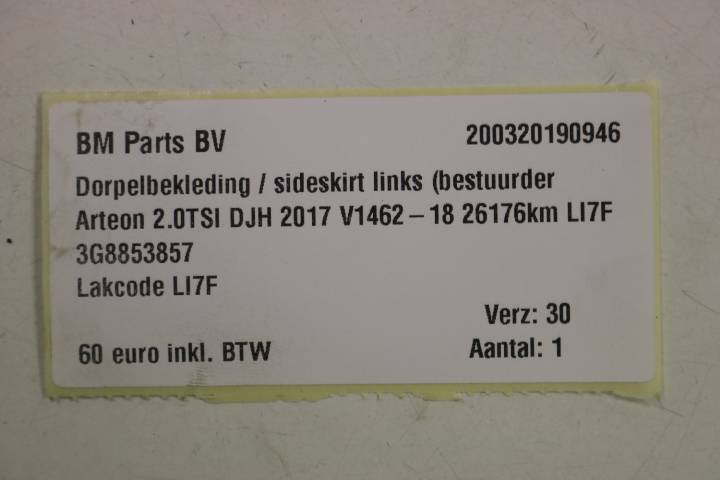 BM Parts BV 200320190946
Dorpelbekleding / sideskirt links (bestuurder
Arteon 2.0TSI DJH 2017 V1462 – 18 26176km LI7F
3G8853857
Lakcode LI7F
Verz: 30
60 euro inkl. BTW Aantal: 1